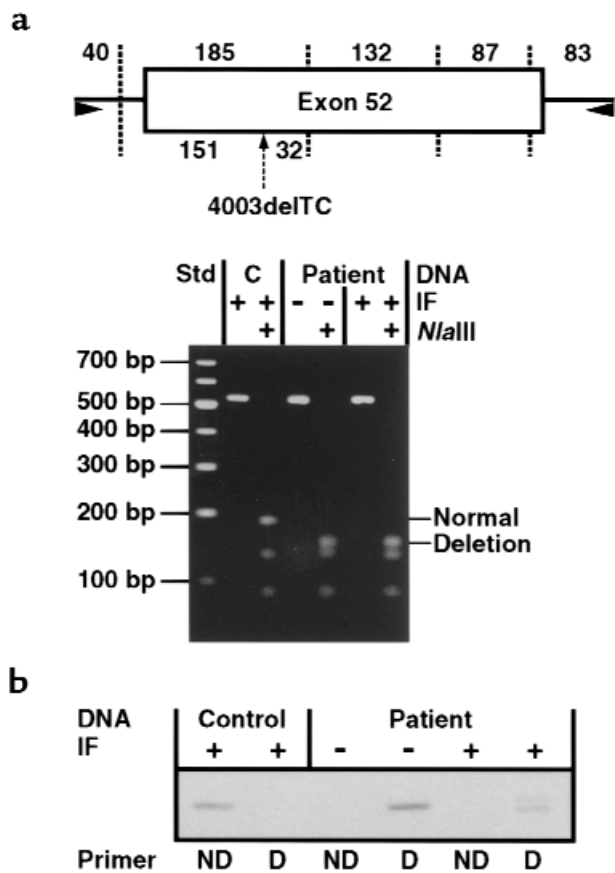 a
40 185 132 87 83
Exon 52
151 32
4003delTC
Std C Patient DNA
+ + - - + + IF
+ + + NlaIII
700 bp
500 bp
400 bp
300 bp
200 bp
100 bp
Normal
Deletion
b
DNA Control Patient
IF + + - - + +
Primer ND D ND D ND D